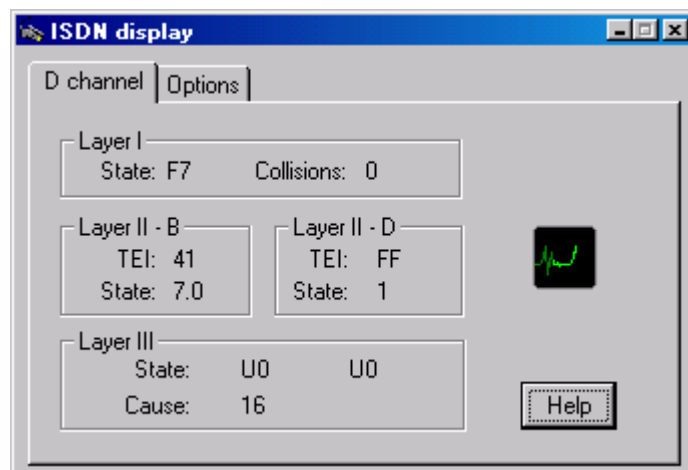 ISDN display
D channel Options
Layer I
State: F7 Collisions: 0
Layer II - B Layer II - D
TEI: 41 TEI: FF
State: 7.0 State: 1
Layer III
State: U0 U0
Cause: 16
Help